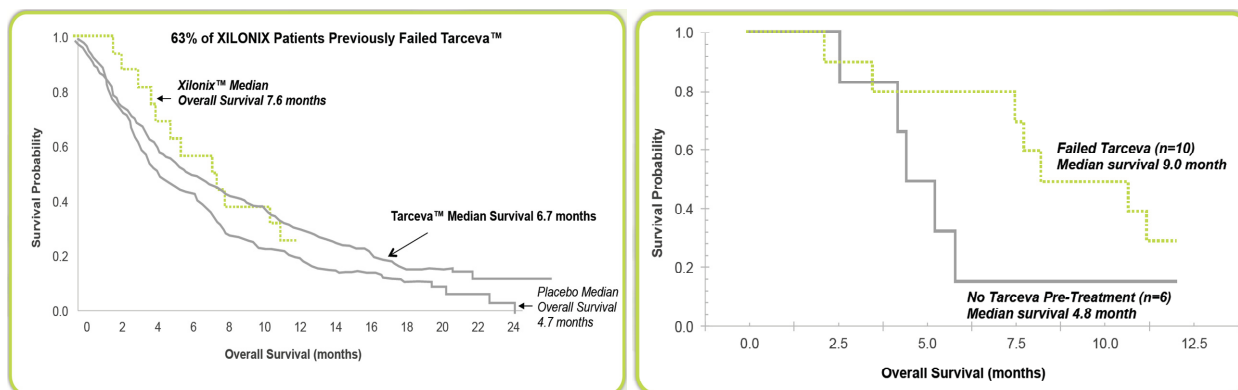 63% of XILONIX Patients Previously Failed Tarceva™
1.0
0.8
0.6
0.4
0.2
0.0
Survival Probability
Xilonix™ Median
Overall Survival 7.6 months
Tarceva™ Median Survival 6.7 months
Placebo Median
Overall Survival
4.7 months
0 2 4 6 8 10 12 14 16 18 20 22 24
Overall Survival (months)
1.0
0.8
0.6
0.4
0.2
0.0
Survival Probability
Failed Tarceva (n=10)
Median survival 9.0 month
No Tarceva Pre-Treatment (n=6)
Median survival 4.8 month
0.0 2.5 5.0 7.5 10.0 12.5
Overall Survival (months)